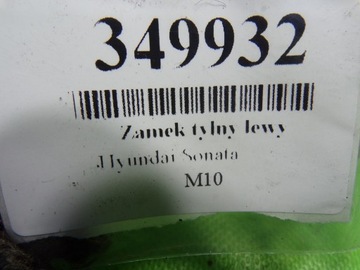 349932
Zamek tylny lewy
Hyundai Sonata
M10